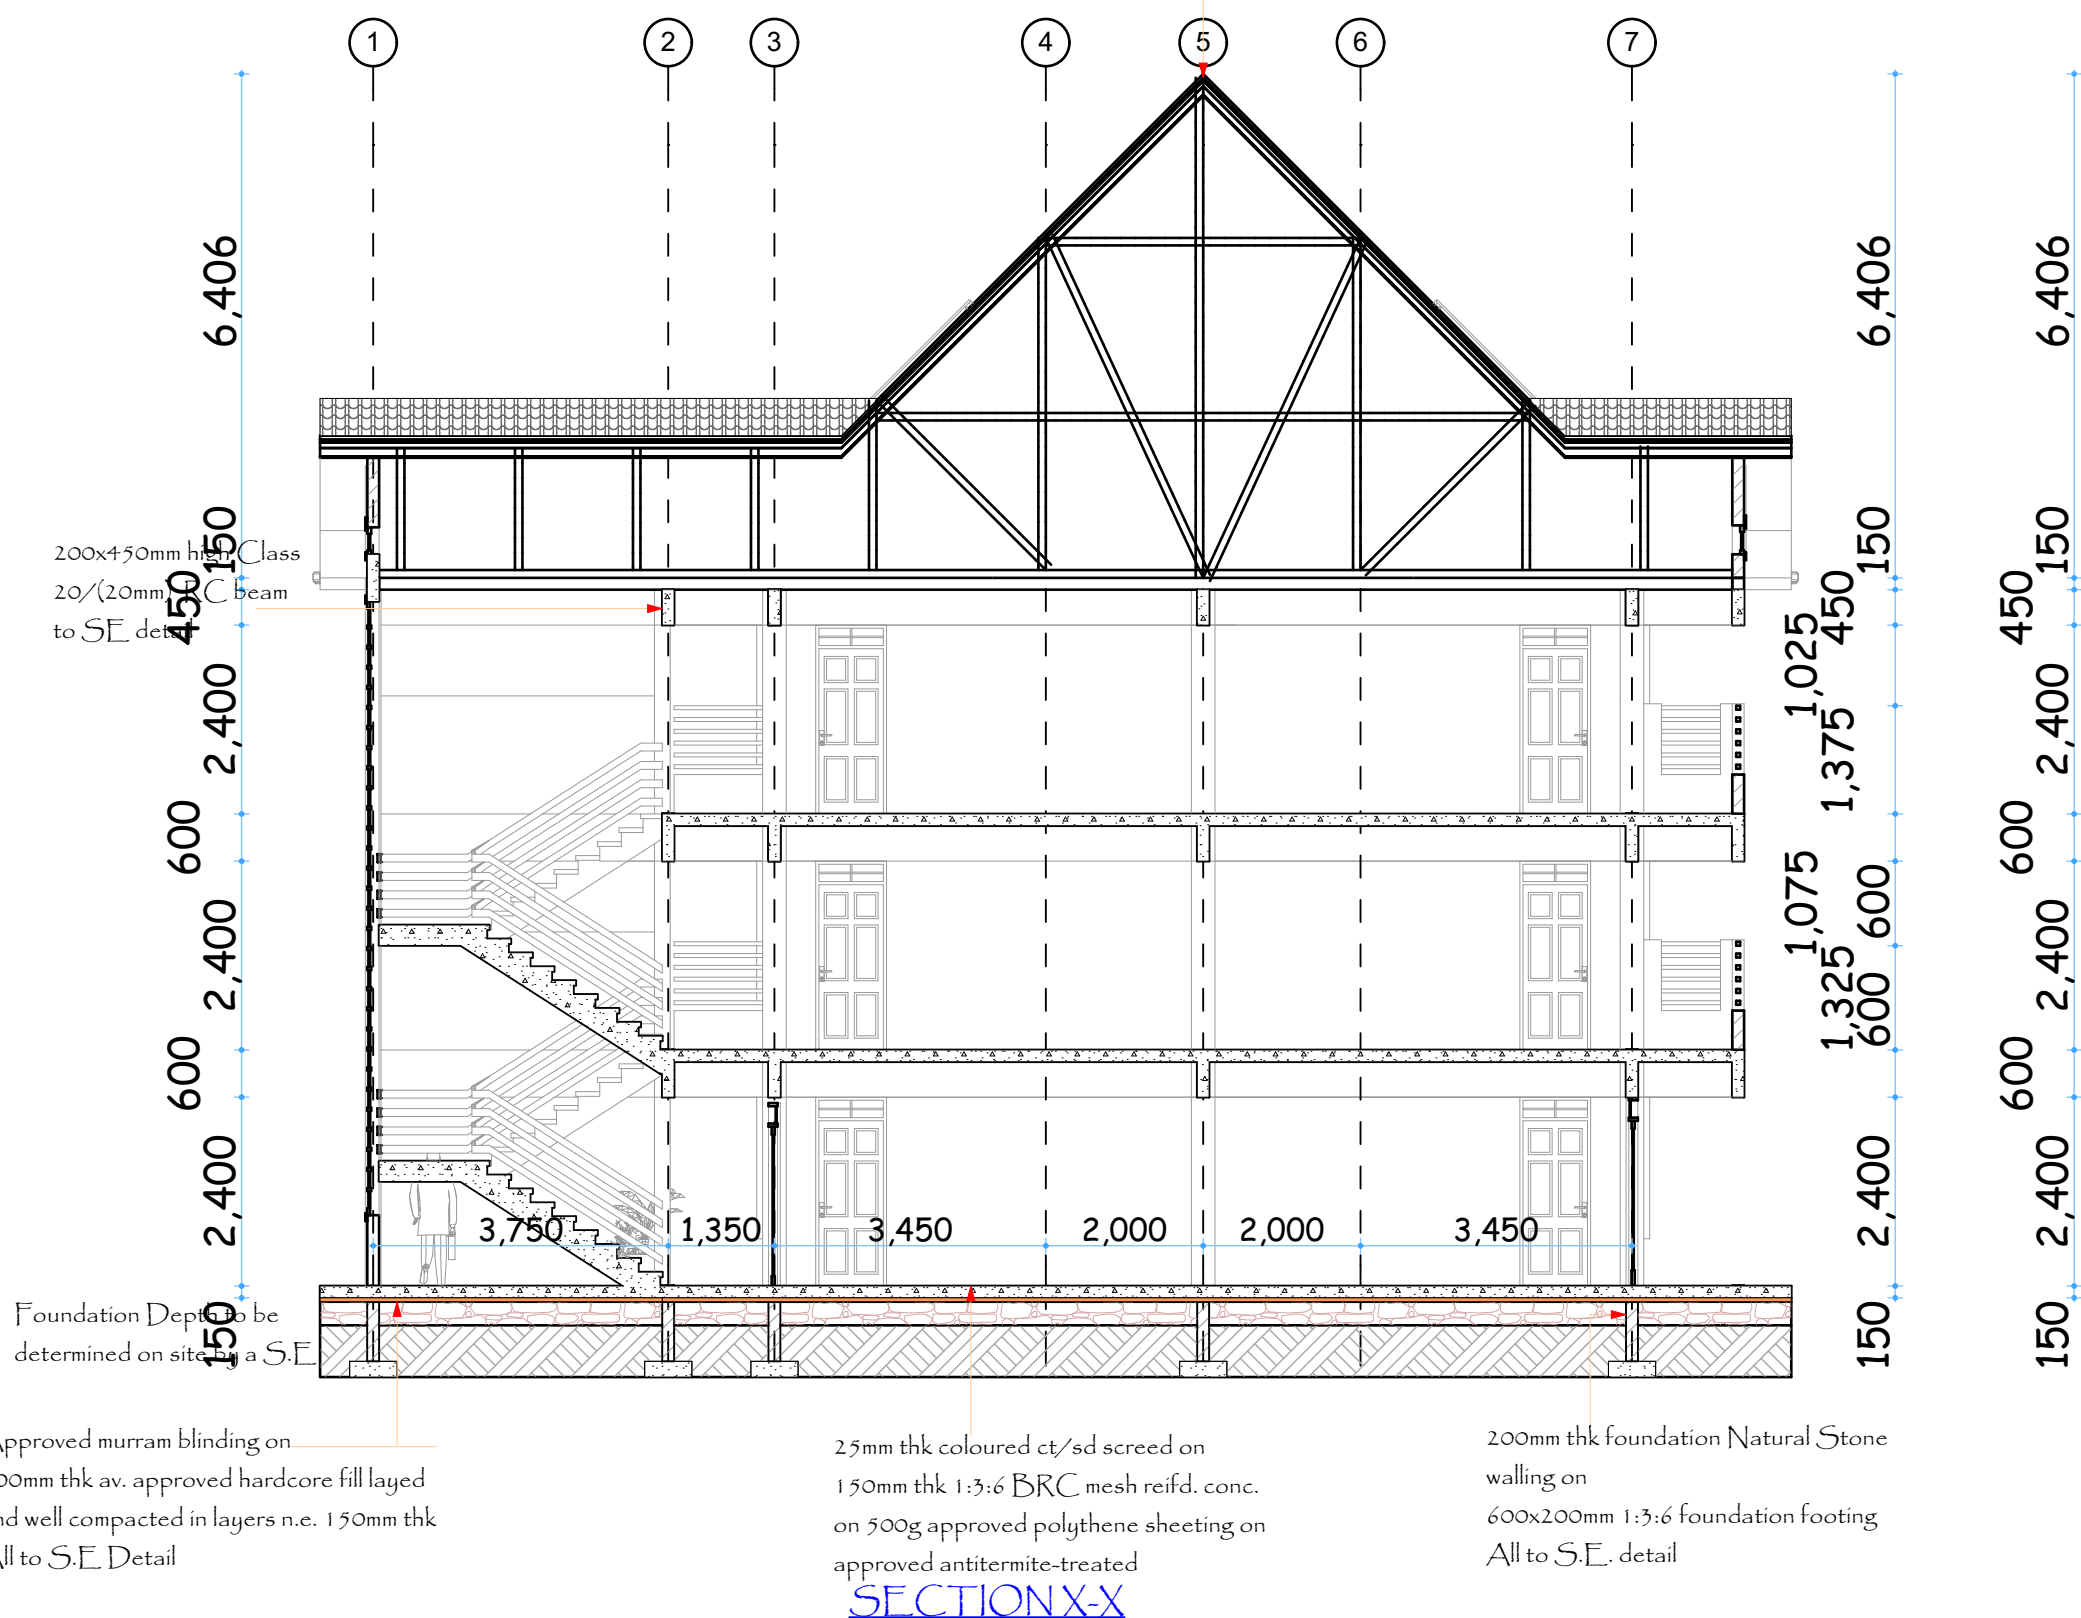 1 2 3 4 5 6 7
6,406 6,406 6,406
150 150 150
200x450mm high Class
20/(20mm) RC beam
to SE detail
450 450 450
1,025
2,400 2,400
1,375
600 600
1,075
600
2,400 2,400
1,325
600
600 600
2,400 2,400 2,400
3,750 1,350 3,450 2,000 2,000 3,450
Foundation Depth to be
determined on site by a S.E
150 150 150
Approved murram blinding on
00mm thk av. approved hardcore fill layed
nd well compacted in layers n.e. 150mm thk
All to S.E Detail
25mm thk coloured ct/sd screed on
150mm thk 1:3:6 BRC mesh reifd. conc.
on 500g approved polythene sheeting on
approved antitermite-treated
200mm thk foundation Natural Stone
walling on
600x200mm 1:3:6 foundation footing
All to S.E. detail
SECTION X-X